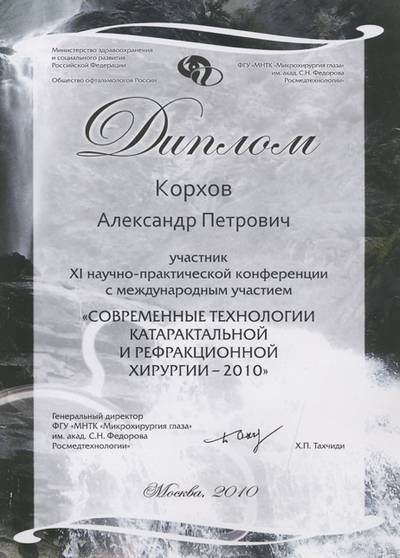 Министерство здравоохранения
и социального развития
Российской Федерации
Общество офтальмологов России
ФГУ «МНТК «Микрохирургия глаза»
им. акад. С.Н. Федорова
Росмедтехнологии»
Диплом
Корхов
Александр Петрович
участник
XI научно-практической конференции
с международным участием
«СОВРЕМЕННЫЕ ТЕХНОЛОГИИ
КАТАРАКТАЛЬНОЙ
И РЕФРАКЦИОННОЙ
ХИРУРГИИ – 2010»
Генеральный директор
ФГУ «МНТК «Микрохирургия глаза»
им. акад. С.Н. Федорова
Росмедтехнологии»
Х.П. Тахчиди
Москва, 2010